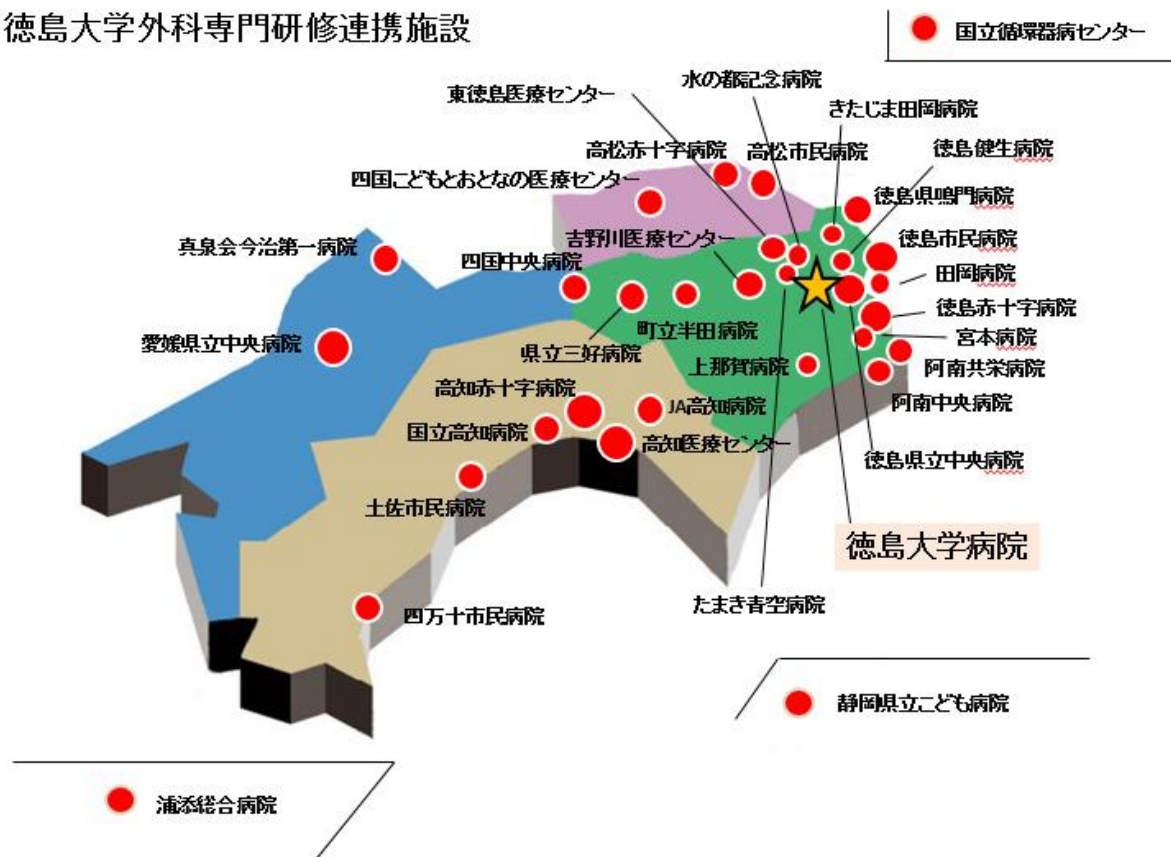 徳島大学外科専門研修連携施設
国立循環器病センター
水の都記念病院
東徳島医療センター
きたじま田岡病院
高松赤十字病院
高松市民病院
徳島健生病院
四国こどもとおとなの医療センター
徳島県鳴門病院
真泉会今治第一病院
吉野川医療センター
徳島市民病院
四国中央病院
田岡病院
徳島赤十字病院
町立半田病院
宮本病院
愛媛県立中央病院
県立三好病院
上那賀病院
阿南共栄病院
高知赤十字病院
JA高知病院
阿南中央病院
国立高知病院
高知医療センター
徳島県立中央病院
土佐市民病院
徳島大学病院
たまき青空病院
四万十市民病院
静岡県立こども病院
浦添総合病院